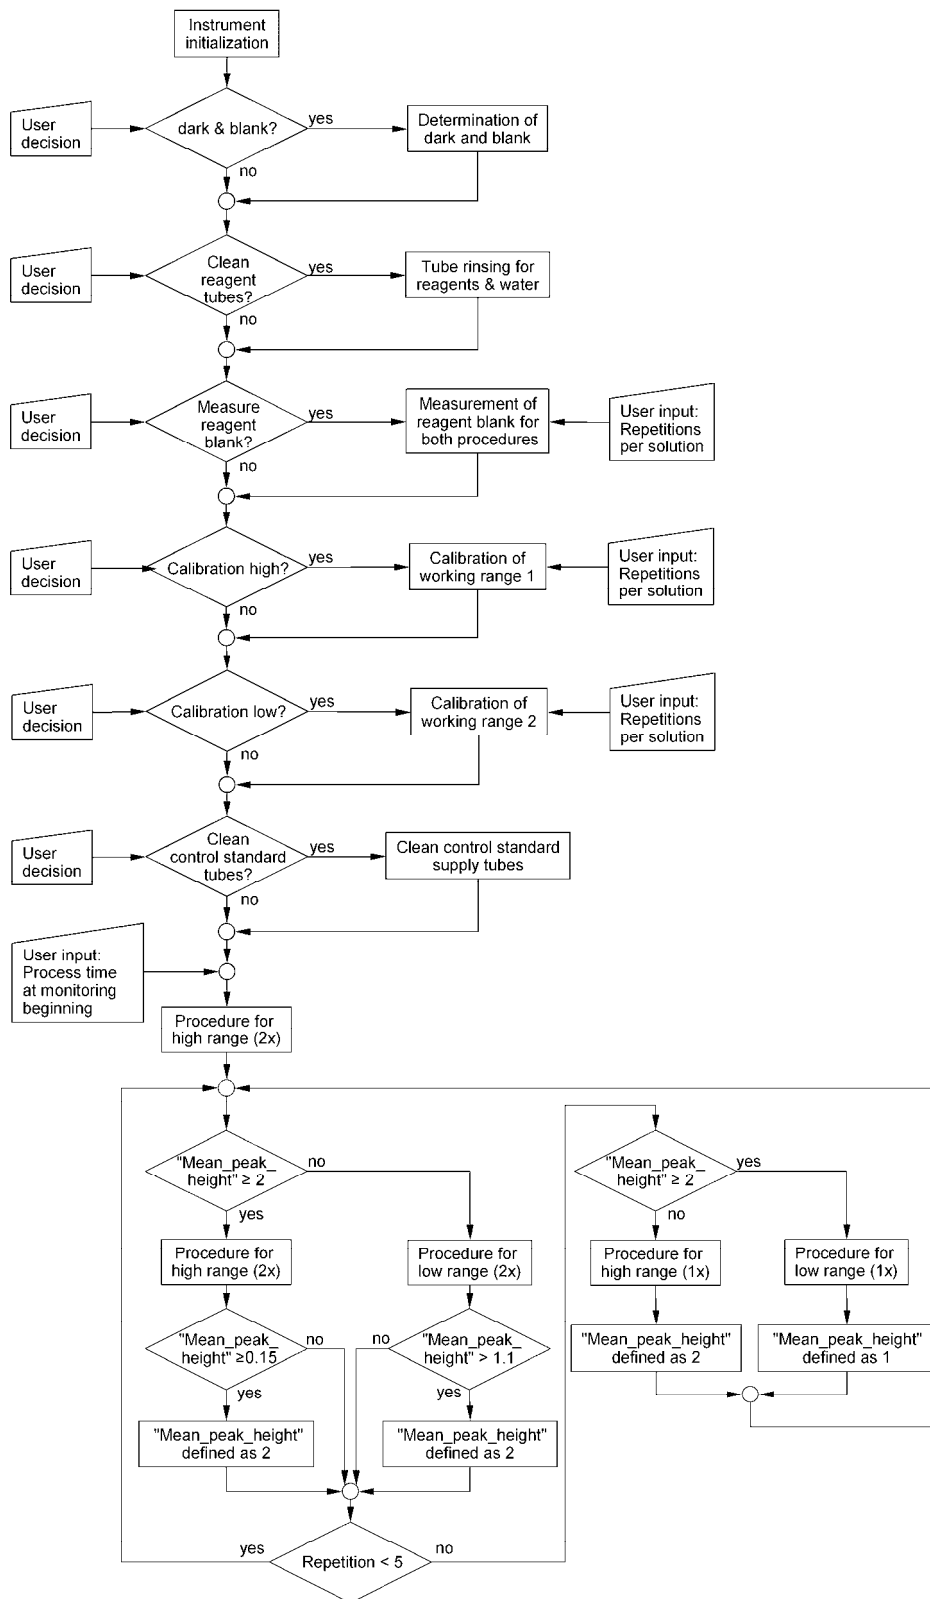 Instrument
initialization
User
decision
dark & blank?
yes
Determination of
dark and blank
no
User
decision
Clean
reagent
tubes?
yes
Tube rinsing for
reagents & water
no
User
decision
Measure
reagent
blank?
yes
Measurement of
reagent blank for
both procedures
User input:
Repetitions
per solution
no
User
decision
Calibration high?
yes
Calibration of
working range 1
User input:
Repetitions
per solution
no
User
decision
Calibration low?
yes
Calibration of
working range 2
User input:
Repetitions
per solution
no
User
decision
Clean
control standard
tubes?
yes
Clean control standard
supply tubes
no
User input:
Process time
at monitoring
beginning
Procedure for
high range (2x)
"Mean_peak_
height" ≥ 2
no
yes
Procedure for
high range (2x)
Procedure for
low range (2x)
"Mean_peak_
height" ≥0.15
no
yes
no
"Mean_peak_
height" > 1.1
yes
"Mean_peak_height"
defined as 2
"Mean_peak_height"
defined as 2
yes
Repetition < 5
no
"Mean_peak_
height" ≥ 2
yes
no
Procedure for
high range (1x)
Procedure for
low range (1x)
"Mean_peak_height"
defined as 2
"Mean_peak_height"
defined as 1